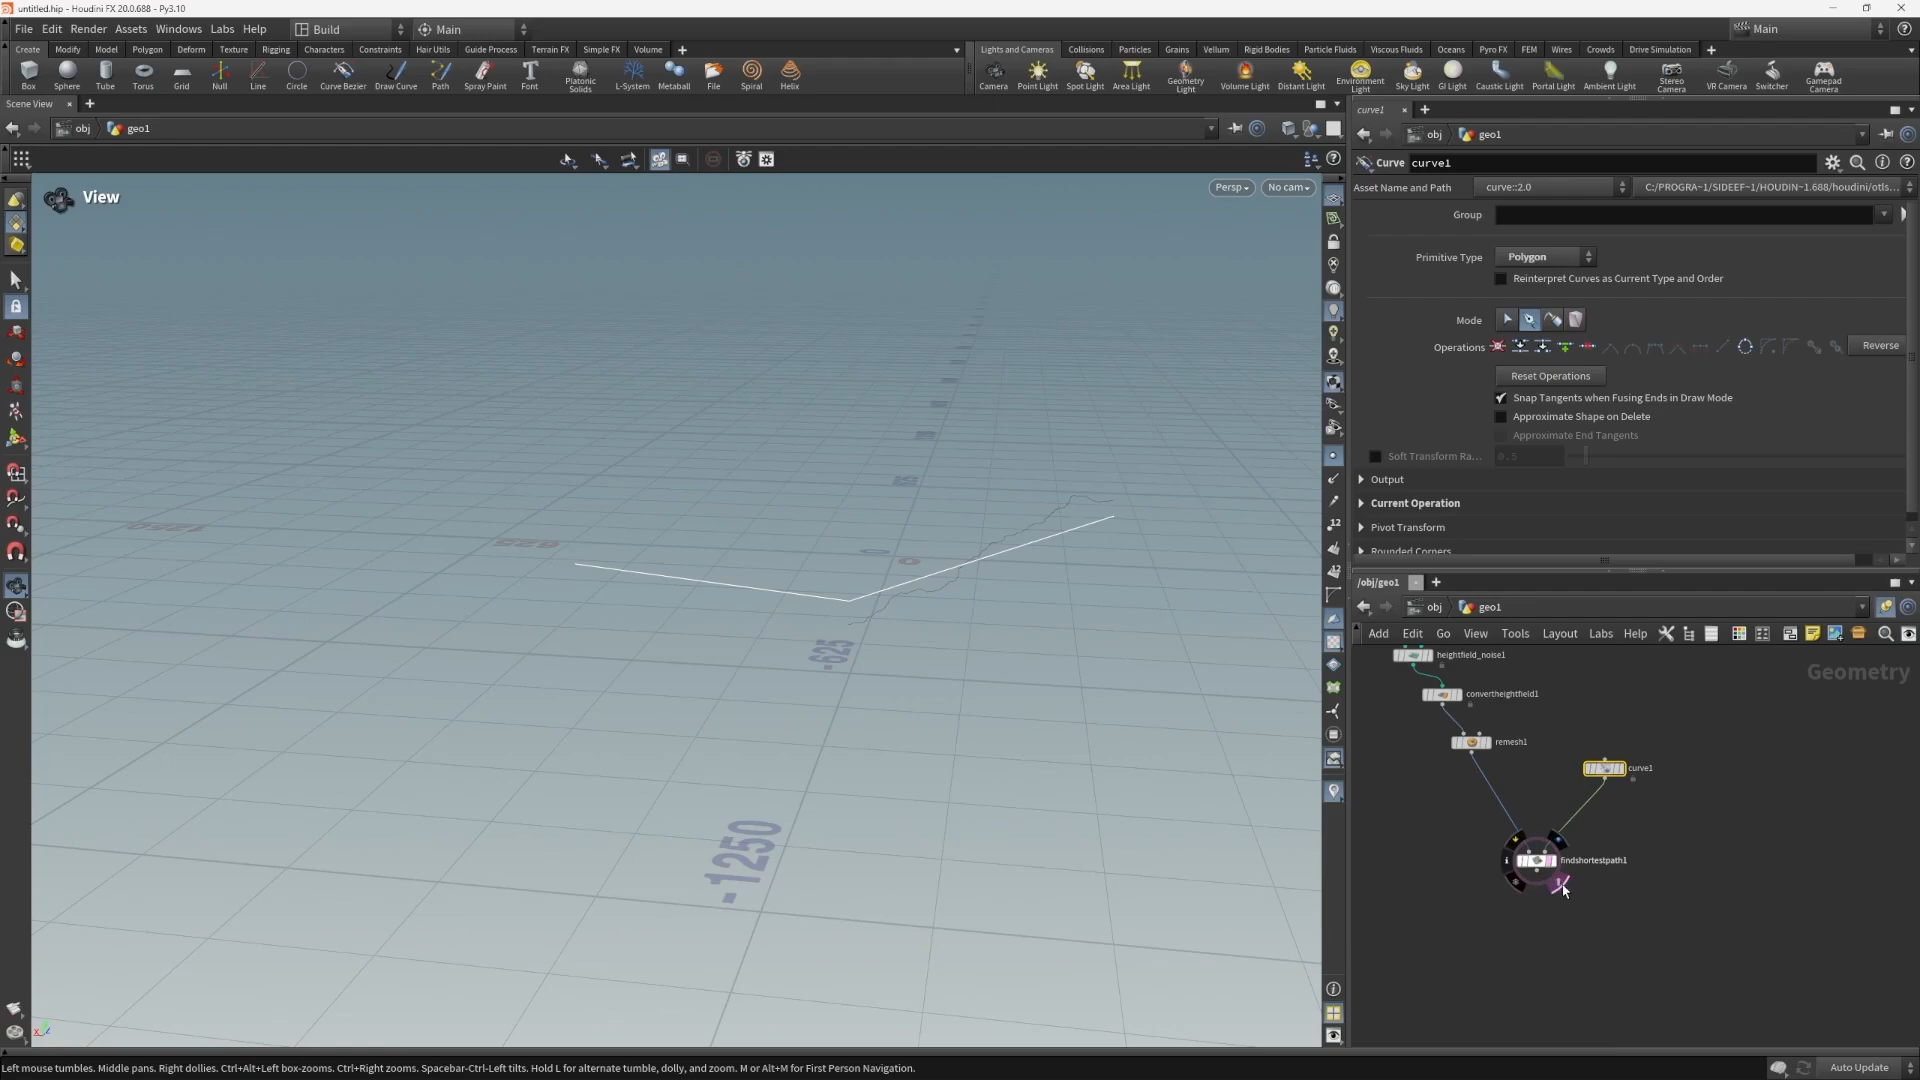 untitled.hip - Houdini FX 20.0.688 - Py3.10
File Edit Render Assets Windows Labs Help Build Main Main
Create Modify Model Polygon Deform Texture Rigging Characters Constraints Hair Utils Guide Process Terrain FX Simple FX Volume
Lights and Cameras Collisions Particles Grains Vellum Rigid Bodies Particle Fluids Viscous Fluids Oceans Pyro FX FEM Wires Crowds Drive Simulation
Box Sphere Tube Torus Grid Null Line Circle Curve Bezier Draw Curve Path Spray Paint Font Platonic Solids L-System Metaball File Spiral Helix
Camera Point Light Spot Light Area Light Geometry Light Volume Light Distant Light Environment Light Sky Light GI Light Caustic Light Portal Light Ambient Light Stereo Camera VR Camera Switcher Gamepad Camera
Scene View
obj geo1
View
Persp No cam
625
0
0
-625
-1250
curve1
obj geo1
Curve curve1
Asset Name and Path curve::2.0 C:/PROGRA~1/SIDEEF~1/HOUDIN~1.688/houdini/otls...
Group
Primitive Type Polygon
Reinterpret Curves as Current Type and Order
Mode
Operations Reverse
Reset Operations
Snap Tangents when Fusing Ends in Draw Mode
Approximate Shape on Delete
Approximate End Tangents
Soft Transform Ra... 0.5
Output
Current Operation
Pivot Transform
Rounded Corners
/obj/geo1
obj geo1
Add Edit Go View Tools Layout Labs Help
Geometry
heightfield_noise1
convertheightfield1
remesh1
curve1
findshortestpath1
Left mouse tumbles. Middle pans. Right dollies. Ctrl+Alt+Left box-zooms. Ctrl+Right zooms. Spacebar-Ctrl-Left tilts. Hold L for alternate tumble, dolly, and zoom. M or Alt+M for First Person Navigation.
Auto Update